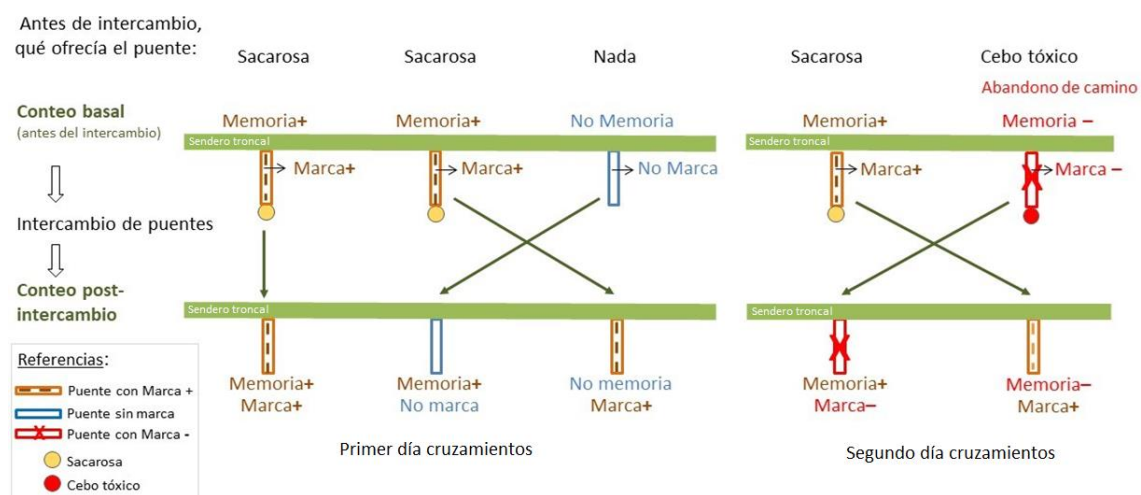 Antes de intercambio,
qué ofrecía el puente:
Sacarosa
Sacarosa
Nada
Sacarosa
Cebo tóxico
Abandono de camino
Conteo basal
(antes del intercambio)
Memoria+
Memoria+
No Memoria
Memoria+
Memoria –
Sendero troncal
Sendero troncal
Marca+
Marca+
No Marca
Marca+
Marca –
Intercambio de puentes
Conteo post-
intercambio
Sendero troncal
Sendero troncal
Memoria+
Marca+
Memoria+
No marca
No memoria
Marca+
Memoria+
Marca–
Memoria–
Marca+
Primer día cruzamientos
Segundo día cruzamientos
Referencias:
Puente con Marca +
Puente sin marca
Puente con Marca -
Sacarosa
Cebo tóxico